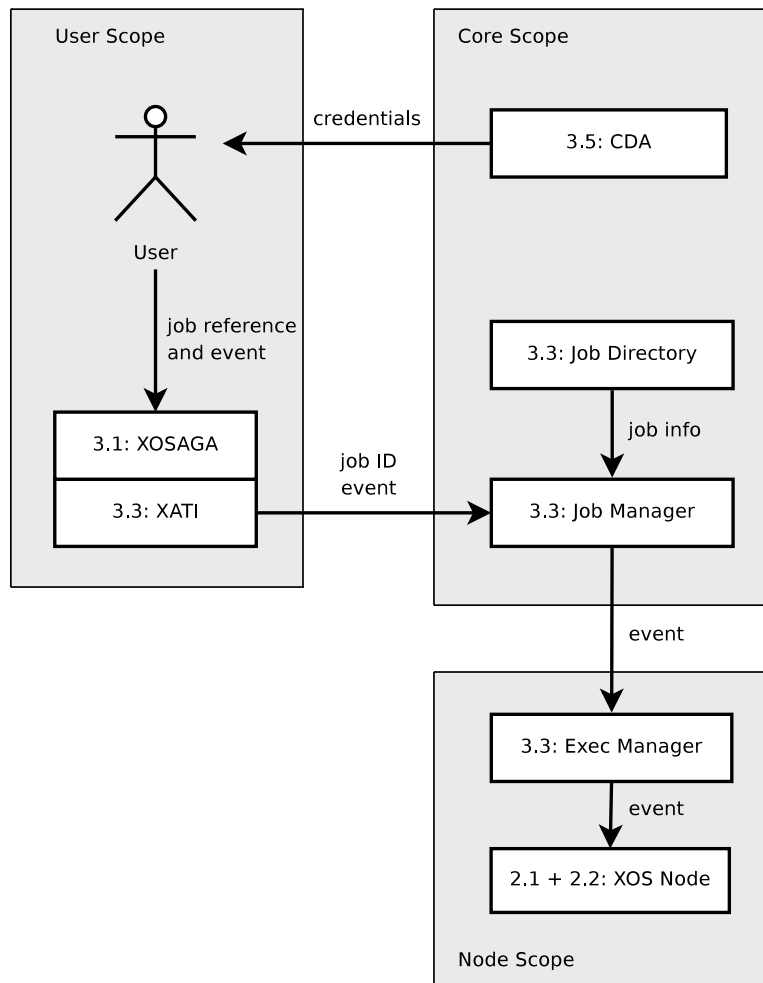 User Scope
Core Scope
credentials
3.5: CDA
User
job reference
and event
3.3: Job Directory
3.1: XOSAGA
job info
job ID
event
3.3: XATI
3.3: Job Manager
event
3.3: Exec Manager
event
2.1 + 2.2: XOS Node
Node Scope